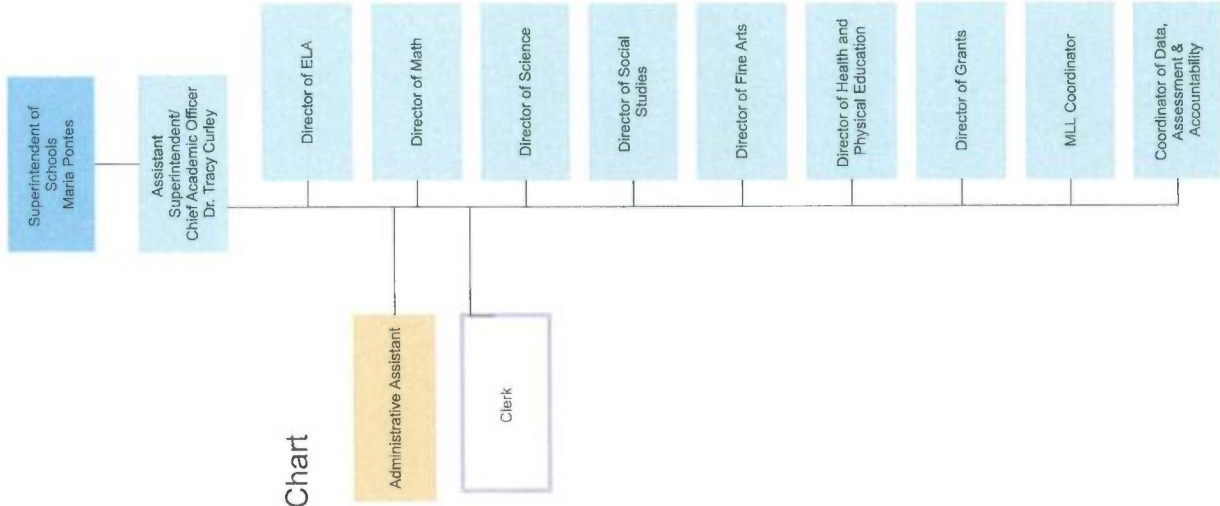 Superintendent of
Schools
Maria Pontes
Assistant
Superintendent/
Chief Academic Officer
Dr. Tracy Curley
Director of ELA
Director of Math
Director of Science
Director of Social
Studies
Director of Fine Arts
Director of Health and
Physical Education
Director of Grants
MLL Coordinator
Coordinator of Data,
Assessment &
Accountability
Administrative Assistant
Clerk
Chart